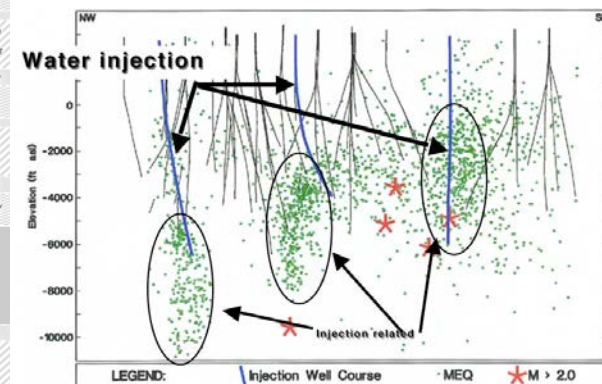 NW
S
Water injection
0
-2000
-4000
-6000
-8000
-10000
Elevation (ft asl)
Injection related
LEGEND: Injection Well Course MEQ M > 2.0